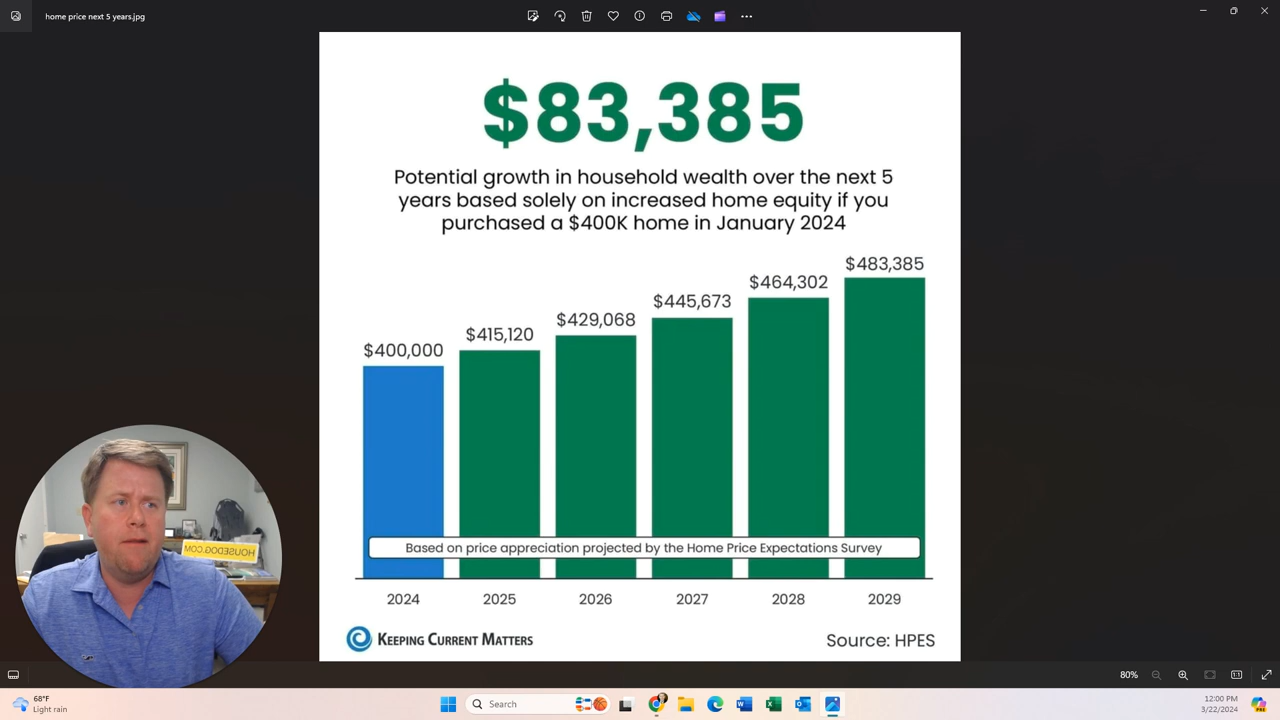 home price next 5 years.jpg
$83,385
Potential growth in household wealth over the next 5
years based solely on increased home equity if you
purchased a $400K home in January 2024
$400,000
$415,120
$429,068
$445,673
$464,302
$483,385
Based on price appreciation projected by the Home Price Expectations Survey
2024
2025
2026
2027
2028
2029
KEEPING CURRENT MATTERS
Source: HPES
HOUSEDOG.COM
80%
68°F
Light rain
Search
12:00 PM
3/22/2024